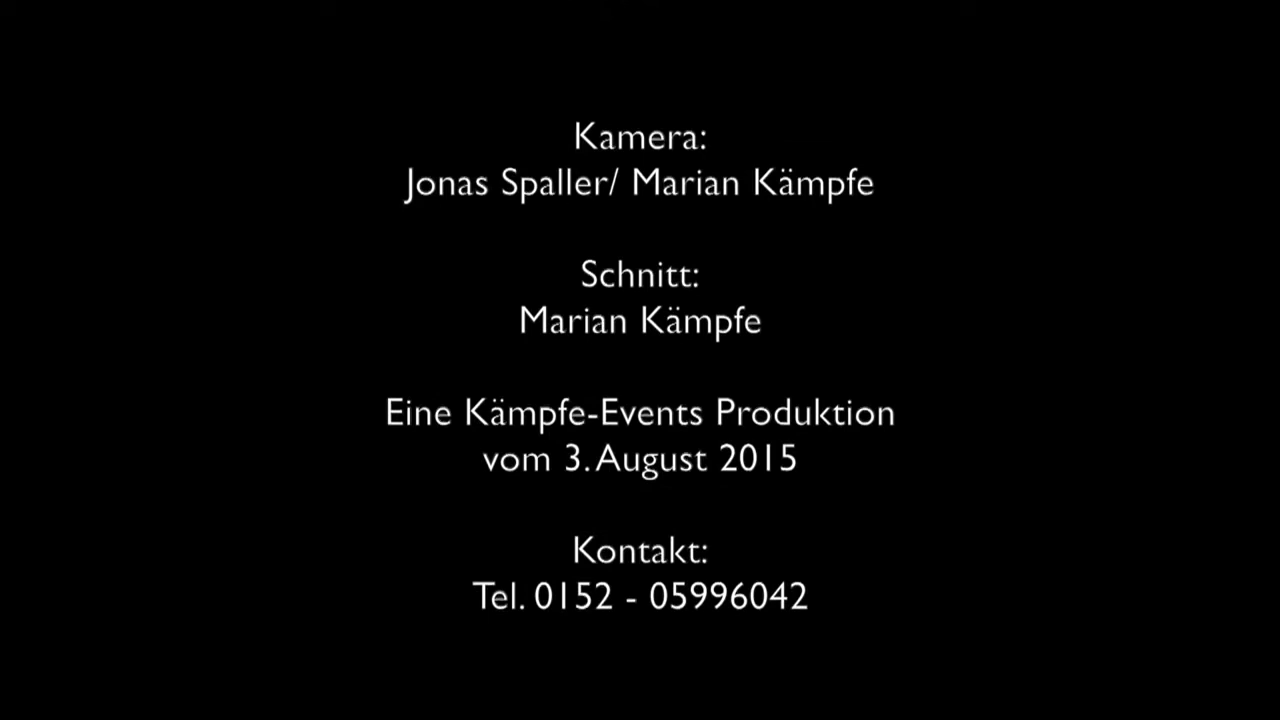 Kamera:
Jonas Spaller/ Marian Kämpfe
Schnitt:
Marian Kämpfe
Eine Kämpfe-Events Produktion
vom 3. August 2015
Kontakt:
Tel. 0152 - 05996042